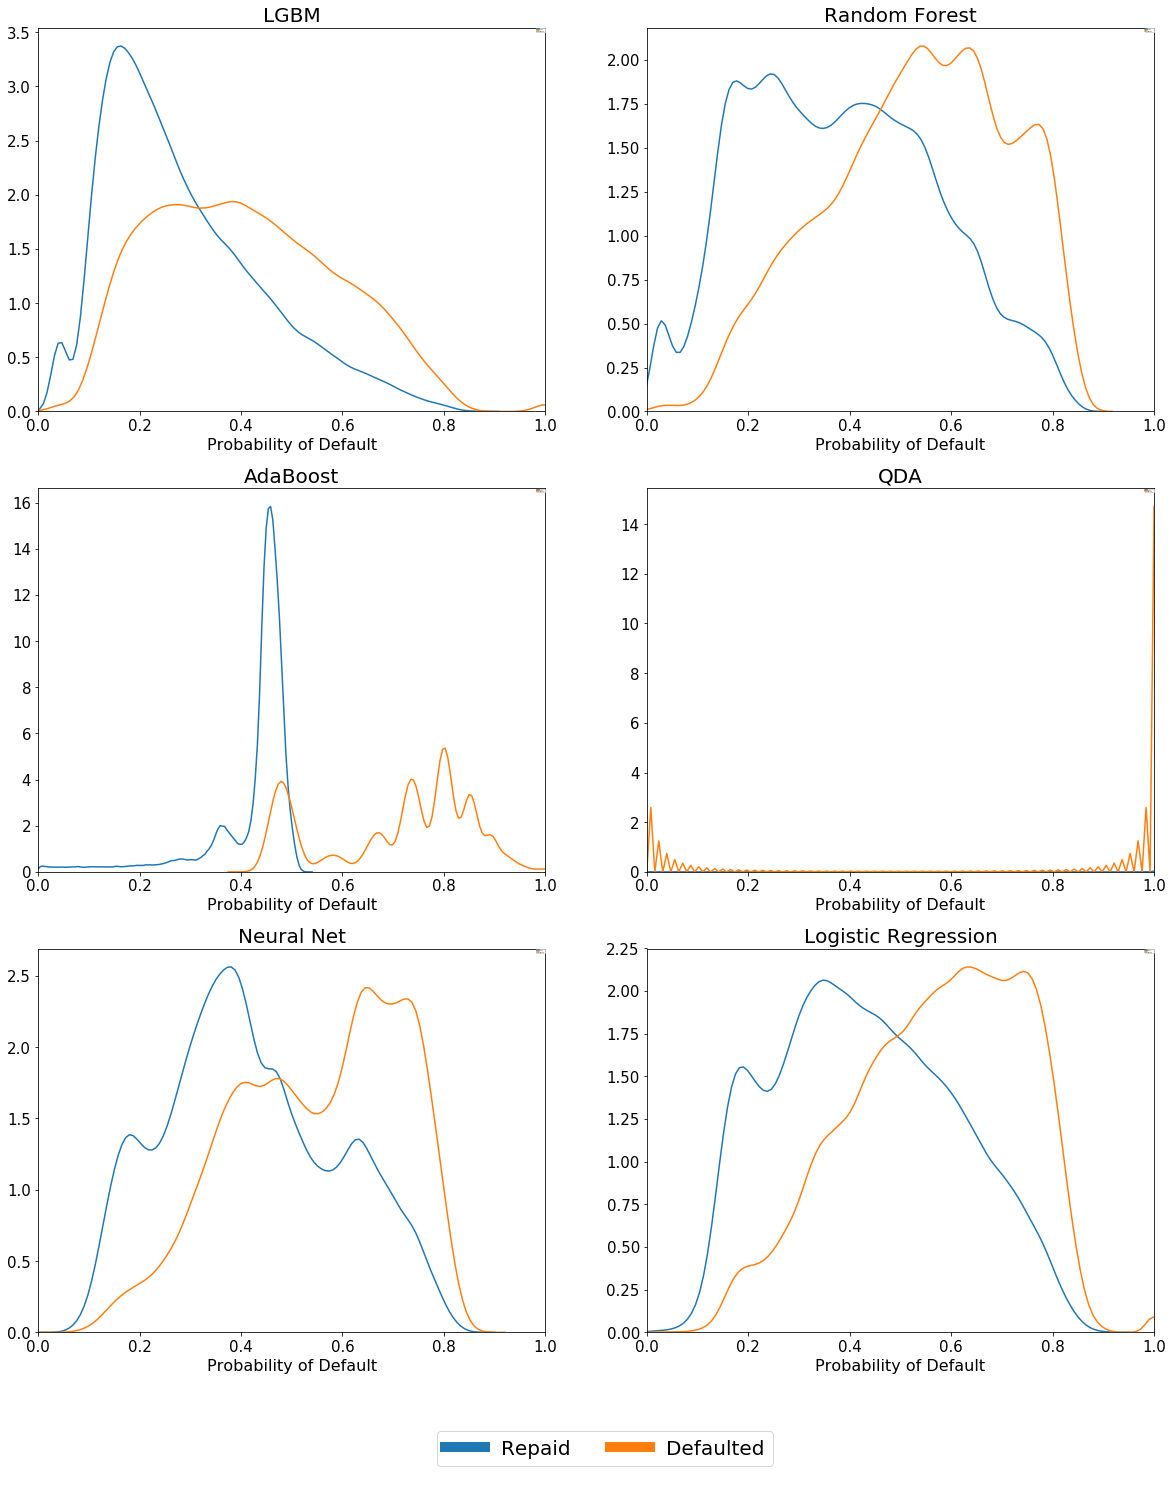 LGBM
3.5
3.0
2.5
2.0
1.5
1.0
0.5
0.0
0.0 0.2 0.4 0.6 0.8 1.0
Probability of Default
Random Forest
2.00
1.75
1.50
1.25
1.00
0.75
0.50
0.25
0.00
0.0 0.2 0.4 0.6 0.8 1.0
Probability of Default
AdaBoost
16
14
12
10
8
6
4
2
0
0.0 0.2 0.4 0.6 0.8 1.0
Probability of Default
QDA
14
12
10
8
6
4
2
0
0.0 0.2 0.4 0.6 0.8 1.0
Probability of Default
Neural Net
2.5
2.0
1.5
1.0
0.5
0.0
0.0 0.2 0.4 0.6 0.8 1.0
Probability of Default
Logistic Regression
2.25
2.00
1.75
1.50
1.25
1.00
0.75
0.50
0.25
0.00
0.0 0.2 0.4 0.6 0.8 1.0
Probability of Default
Repaid Defaulted